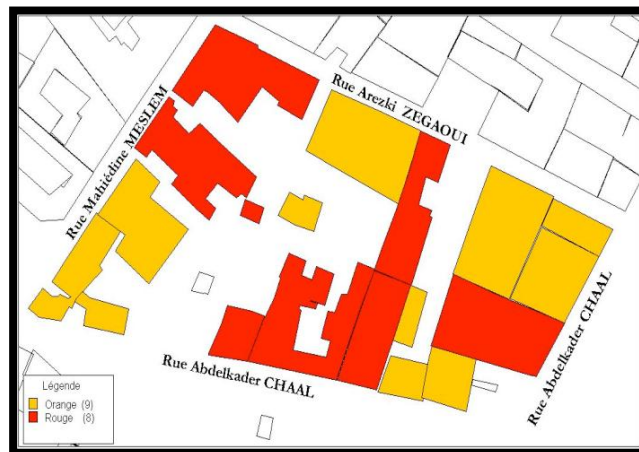 Rue Arezki ZEGAOUI
Rue Mahiédine MESLEM
Rue Abdelkader CHAAL
Rue Abdelkader CHAAL
Légende
Orange (9)
Rouge (8)